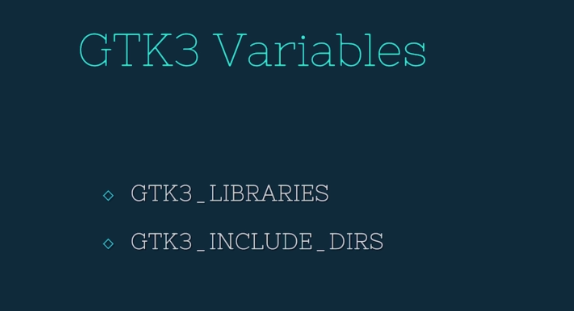 GTK3 Variables
GTK3_LIBRARIES
GTK3_INCLUDE_DIRS